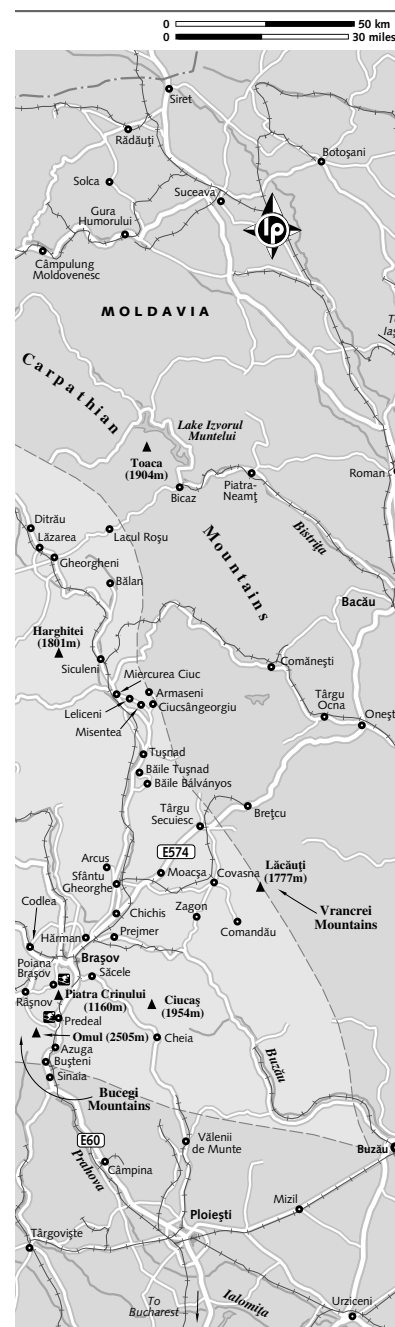 0 50 km
0 30 miles
Siret
Rădăuţi
Botoşani
Solca
Suceava
Gura
Humorului
lp
Câmpulung
Moldovenesc
MOLDAVIA
To
Iaş
Carpathian
Lake Izvorul
Muntelui
Toaca
(1904m)
Roman
Piatra-
Neamţ
Bicaz
Bistriţa
Ditrău
Lăzarea
Lacul Roşu
Gheorgheni
Mountains
Bălan
Bacău
Harghitei
(1801m)
Siculeni
Comăneşti
Miercurea Ciuc
Armaseni
Leliceni
Ciucsângeorgiu
Târgu
Ocna
Oneşt
Misentea
Tuşnad
Băile Tuşnad
Băile Bálványos
Târgu
Secuiesc
Breţcu
E574
Arcus
Sfântu
Gheorghe
Moacşa
Covasna
Lăcăuţi
(1777m)
Codlea
Chichis
Zagon
Vrancrei
Mountains
Comandău
Hărman
Prejmer
Poiana
Braşov
Braşov
Săcele
Râşnov
Piatra Crinului
(1160m)
Ciucaş
(1954m)
Predeal
Omul (2505m)
Cheia
Azuga
Buşteni
Sinaia
Buzău
Bucegi
Mountains
E60
Vălenii
de Munte
Buzău
Prahova
Câmpina
Mizil
Ploieşti
Târgovişte
To
Bucharest
Ialomiţa
Urziceni